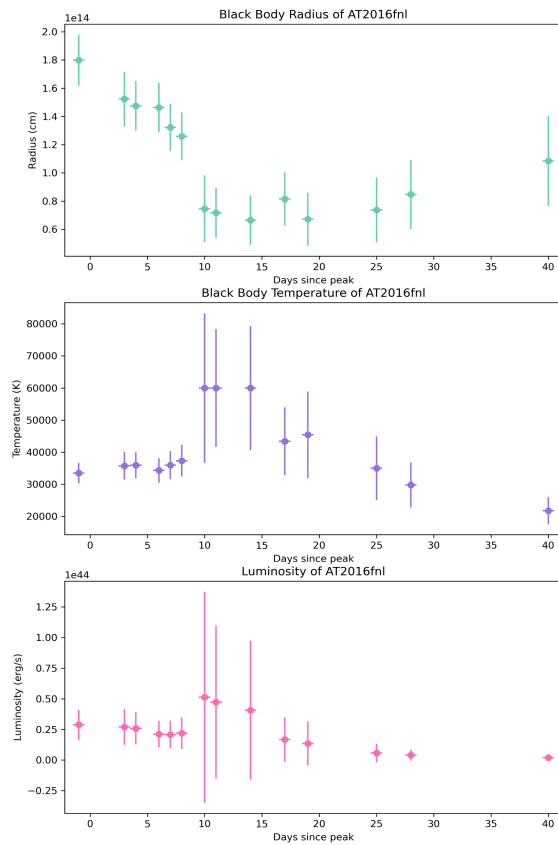 Black Body Radius of AT2016fnl
1e14
2.0
1.8
1.6
1.4
1.2
1.0
0.8
0.6
Radius (cm)
0 5 10 15 20 25 30 35 40
Days since peak
Black Body Temperature of AT2016fnl
80000
70000
60000
50000
40000
30000
20000
Temperature (K)
0 5 10 15 20 25 30 35 40
Days since peak
Luminosity of AT2016fnl
1e44
1.25
1.00
0.75
0.50
0.25
0.00
−0.25
Luminosity (erg/s)
0 5 10 15 20 25 30 35 40
Days since peak